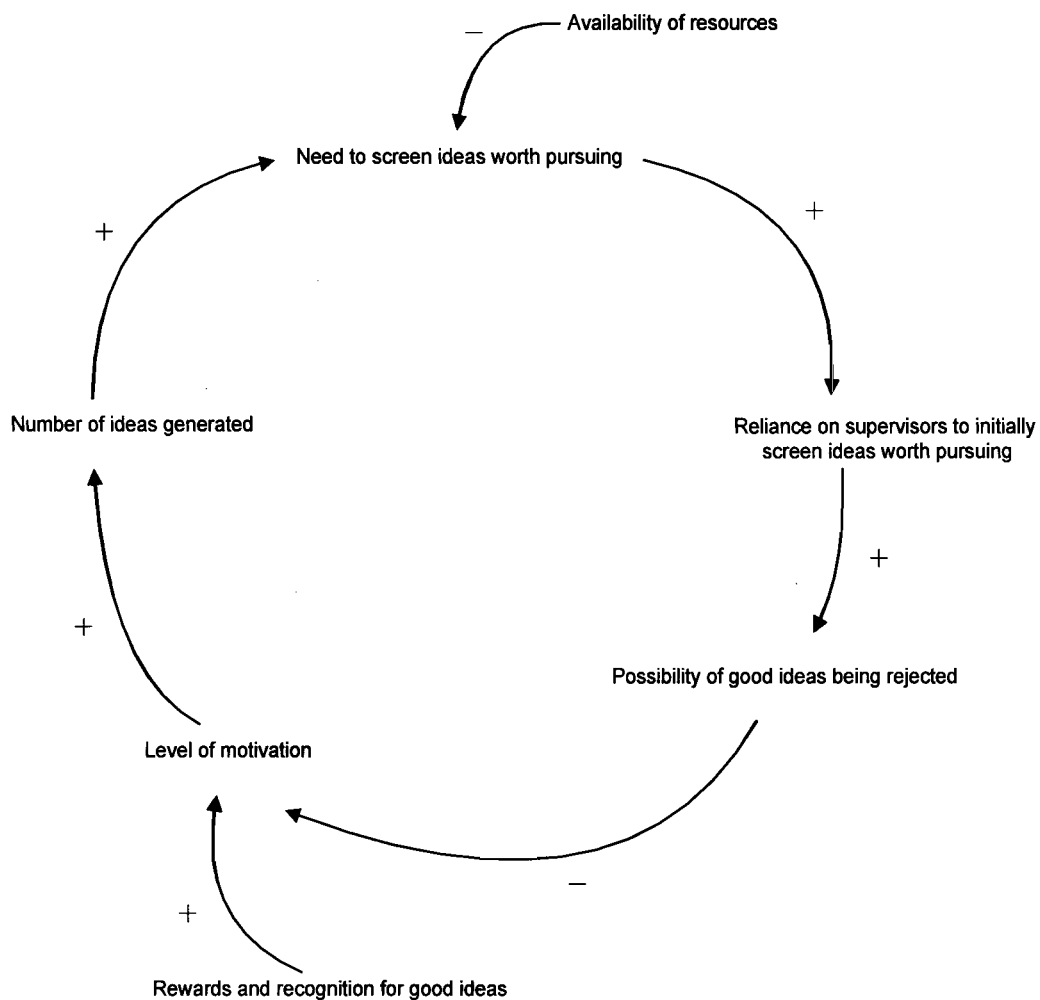 Availability of resources
−
Need to screen ideas worth pursuing
+
+
Number of ideas generated
Reliance on supervisors to initially
screen ideas worth pursuing
+
+
Possibility of good ideas being rejected
Level of motivation
−
+
Rewards and recognition for good ideas